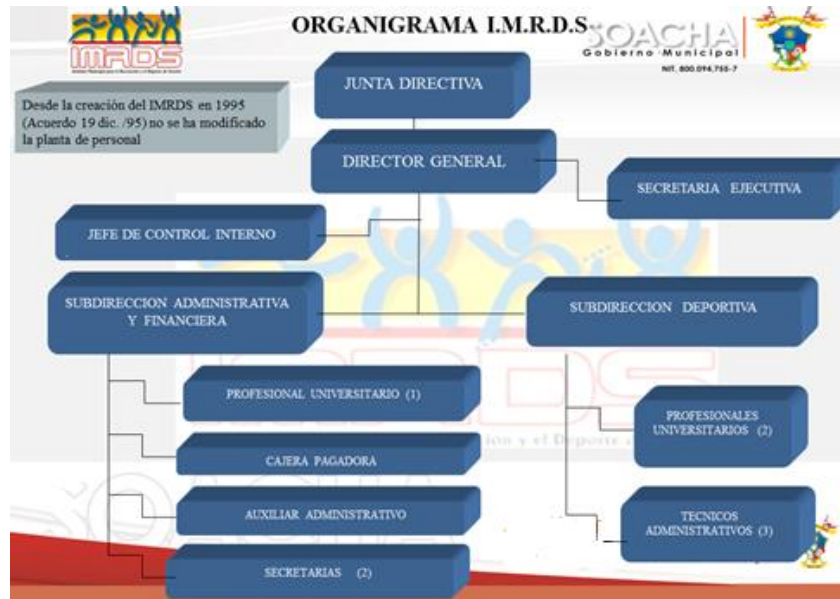 ORGANIGRAMA I.M.R.D.S.
IMRDS
SOACHA
Gobierno Municipal
NIT. 800.094.755-7
JUNTA DIRECTIVA
Desde la creación del IMRDS en 1995
(Acuerdo 19 dic. /95) no se ha modificado
la planta de personal
DIRECTOR GENERAL
SECRETARIA EJECUTIVA
JEFE DE CONTROL INTERNO
SUBDIRECCION ADMINISTRATIVA
Y FINANCIERA
SUBDIRECCION DEPORTIVA
PROFESIONAL UNIVERSITARIO (1)
PROFESIONALES
UNIVERSITARIOS (2)
CAJERA PAGADORA
AUXILIAR ADMINISTRATIVO
TECNICOS
ADMINISTRATIVOS (3)
SECRETARIAS (2)